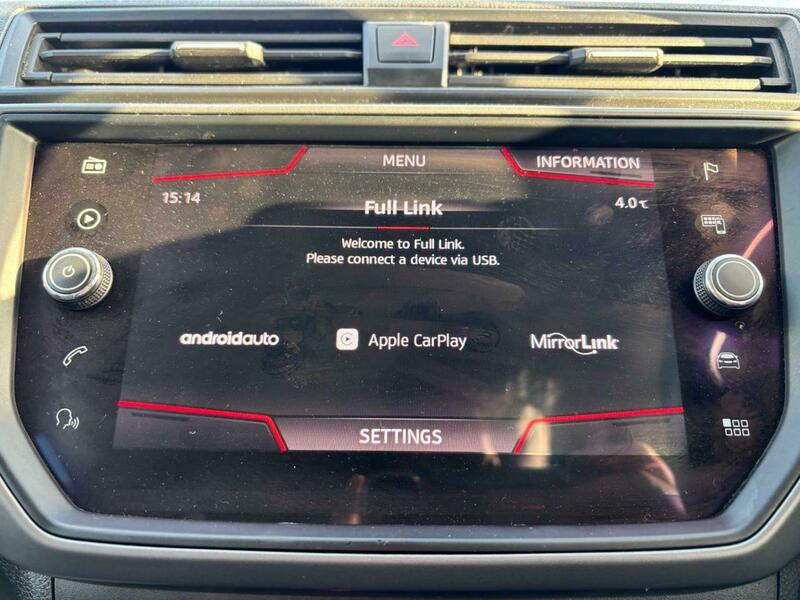 MENU
INFORMATION
15:14
Full Link
4.0℃
Welcome to Full Link.
Please connect a device via USB.
androidauto
Apple CarPlay
MirrorLink
SETTINGS